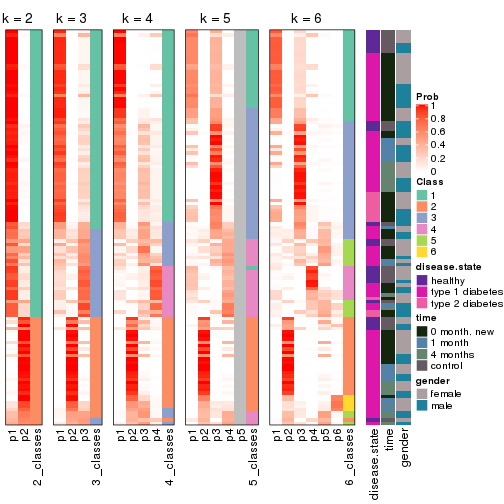 k = 2
k = 3
k = 4
k = 5
k = 6
Prob
1
0.8
0.6
0.4
0.2
0
Class
1
2
3
4
5
6
disease.state
healthy
type 1 diabetes
type 2 diabetes
time
0 month. new
1 month
4 months
control
gender
female
male
p1
p2
2_classes
p1
p2
p3
3_classes
p1
p2
p3
p4
4_classes
p1
p2
p3
p4
p5
5_classes
p1
p2
p3
p4
p5
p6
6_classes
disease.state
time
gender